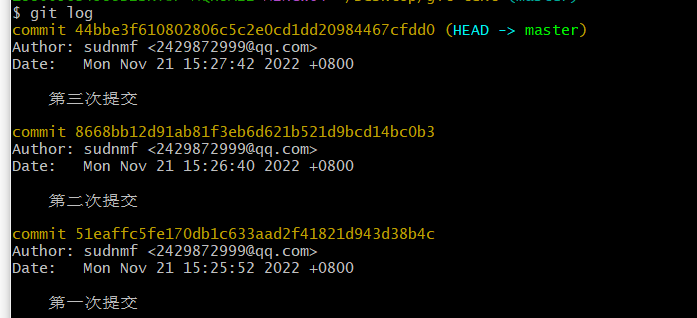 $ git log
commit 44bbe3f610802806c5c2e0cd1dd20984467cfdd0 (HEAD -> master)
Author: sudnmf <2429872999@qq.com>
Date:   Mon Nov 21 15:27:42 2022 +0800
第三次提交
commit 8668bb12d91ab81f3eb6d621b521d9bcd14bc0b3
Author: sudnmf <2429872999@qq.com>
Date:   Mon Nov 21 15:26:40 2022 +0800
第二次提交
commit 51eaffc5fe170db1c633aad2f41821d943d38b4c
Author: sudnmf <2429872999@qq.com>
Date:   Mon Nov 21 15:25:52 2022 +0800
第一次提交